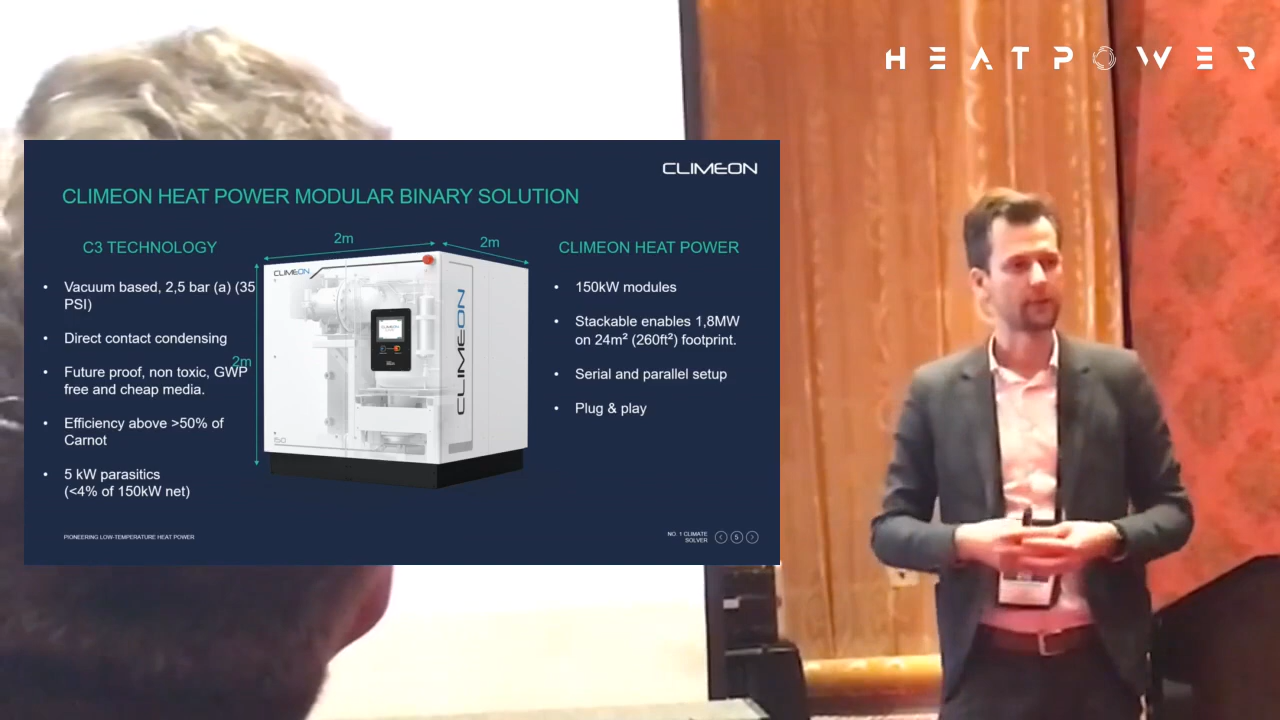 HEATPOWER
CLIMEON
CLIMEON HEAT POWER MODULAR BINARY SOLUTION
C3 TECHNOLOGY
• Vacuum based, 2,5 bar (a) (35
PSI)
• Direct contact condensing
• Future proof, non toxic, GWP
free and cheap media.
• Efficiency above >50% of
Carnot
• 5 kW parasitics
(<4% of 150kW net)
2m
2m
2m
CLIMEON
CLIMEON
CLIMEON HEAT POWER
• 150kW modules
• Stackable enables 1,8MW
on 24m² (260ft²) footprint.
• Serial and parallel setup
• Plug & play
PIONEERING LOW-TEMPERATURE HEAT POWER
NO. 1 CLIMATE
SOLVER
5